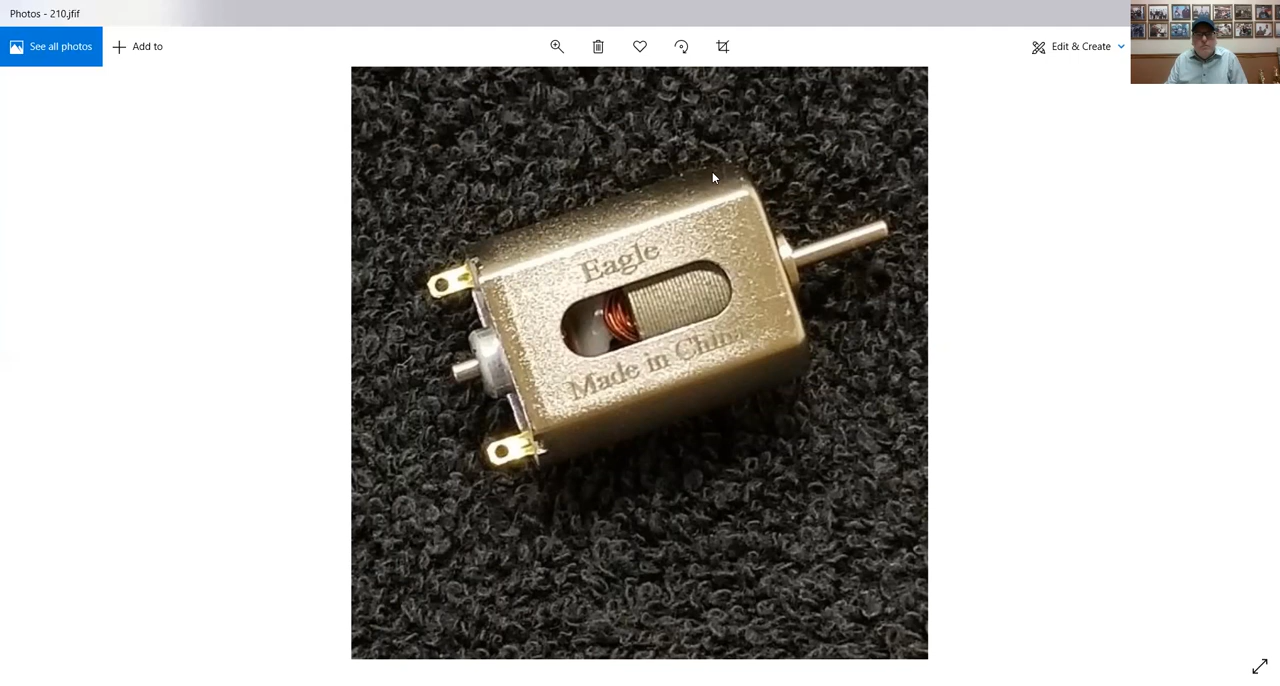 Photos - 210.jfif
See all photos
Add to
Edit & Create
Eagle
Made in China